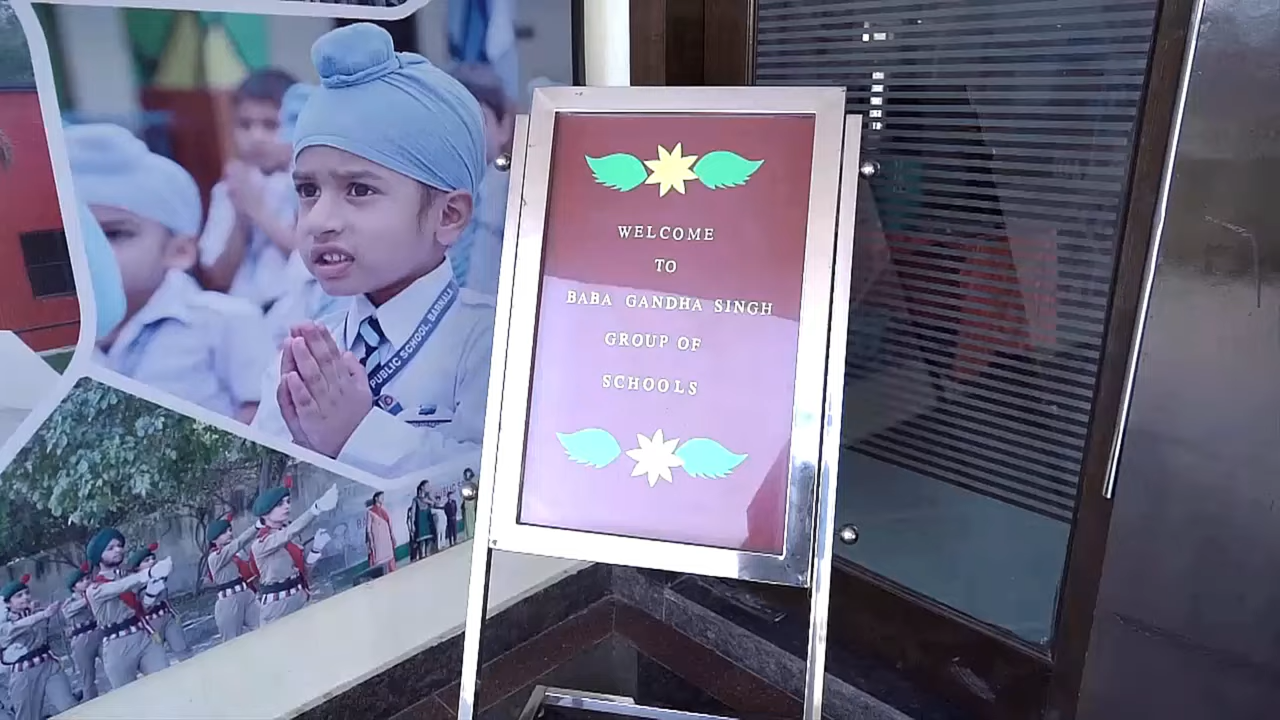 WELCOME
TO
BABA GANDHA SINGH
GROUP OF
SCHOOLS
PUBLIC SCHOOL, BARNALA